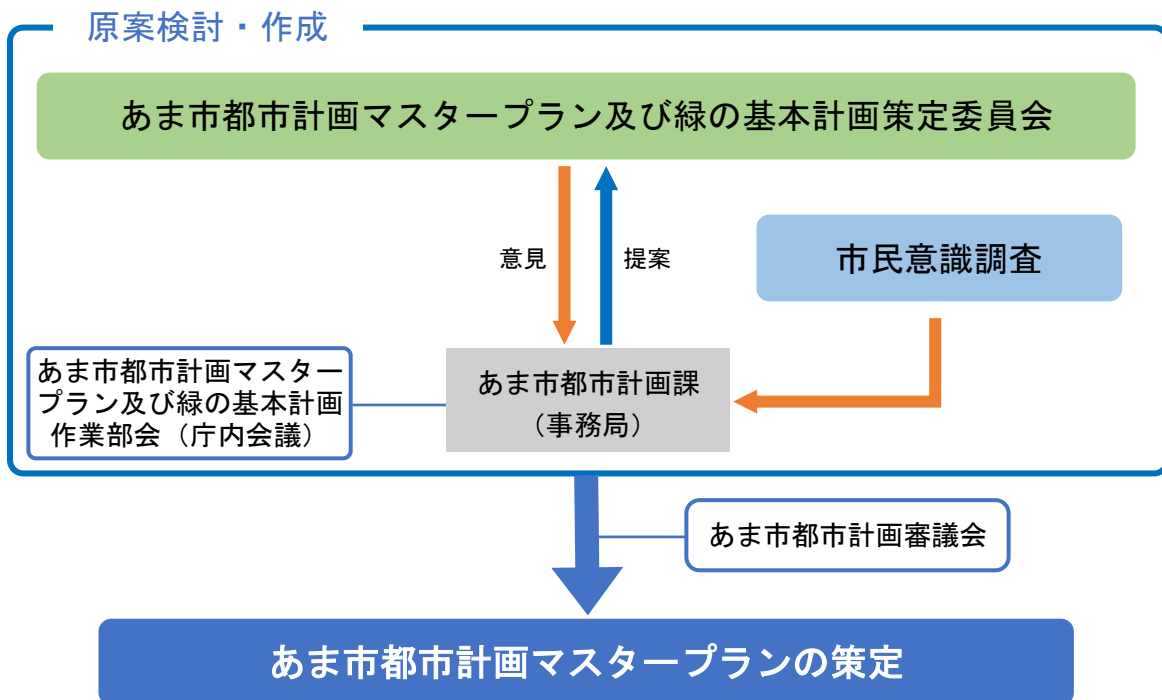 原案検討・作成
あま市都市計画マスタープラン及び緑の基本計画策定委員会
意見
提案
市民意識調査
あま市都市計画マスター
プラン及び緑の基本計画
作業部会（庁内会議）
あま市都市計画課
（事務局）
あま市都市計画審議会
あま市都市計画マスタープランの策定